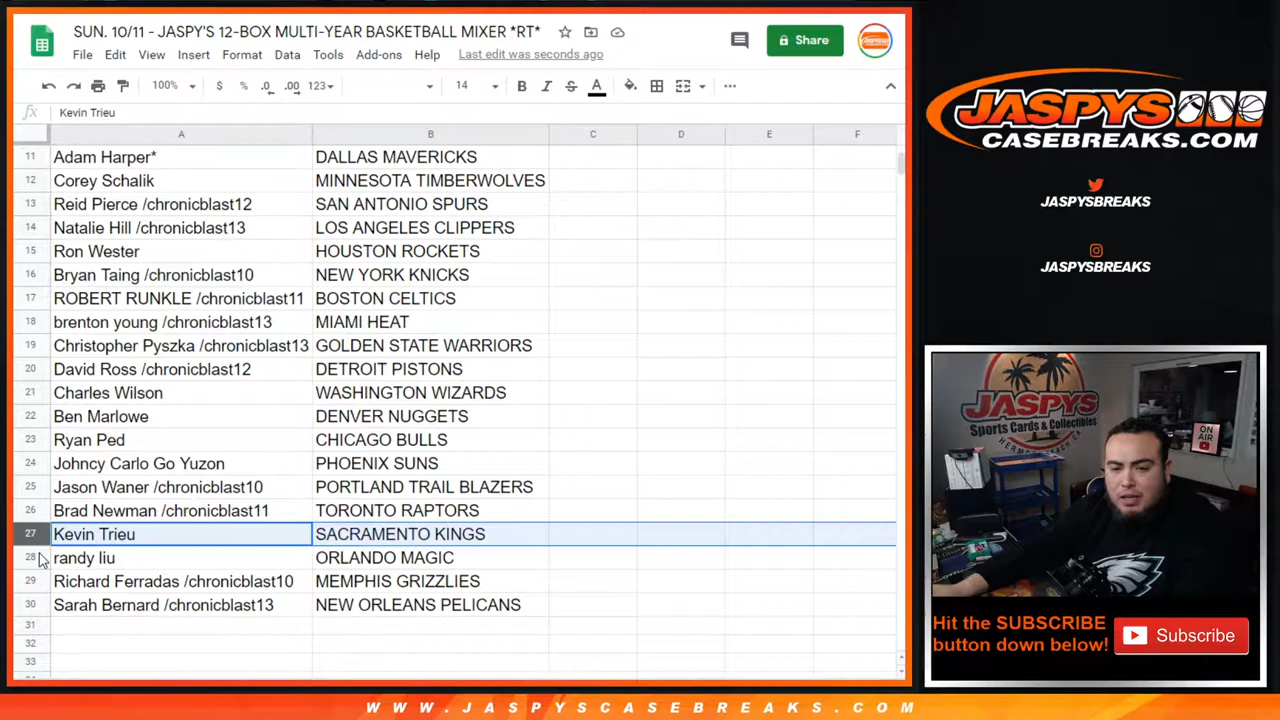 SUN. 10/11 - JASPY'S 12-BOX MULTI-YEAR BASKETBALL MIXER *RT*
File Edit View Insert Format Data Tools Add-ons Help Last edit was seconds ago
Share
100% $ % .0 .00 123 14 B I S A
fx Kevin Trieu
A B C D E F
11 Adam Harper* DALLAS MAVERICKS
12 Corey Schalik MINNESOTA TIMBERWOLVES
13 Reid Pierce /chronicblast12 SAN ANTONIO SPURS
14 Natalie Hill /chronicblast13 LOS ANGELES CLIPPERS
15 Ron Wester HOUSTON ROCKETS
16 Bryan Taing /chronicblast10 NEW YORK KNICKS
17 ROBERT RUNKLE /chronicblast11 BOSTON CELTICS
18 brenton young /chronicblast13 MIAMI HEAT
19 Christopher Pyszka /chronicblast13 GOLDEN STATE WARRIORS
20 David Ross /chronicblast12 DETROIT PISTONS
21 Charles Wilson WASHINGTON WIZARDS
22 Ben Marlowe DENVER NUGGETS
23 Ryan Ped CHICAGO BULLS
24 Johncy Carlo Go Yuzon PHOENIX SUNS
25 Jason Waner /chronicblast10 PORTLAND TRAIL BLAZERS
26 Brad Newman /chronicblast11 TORONTO RAPTORS
27 Kevin Trieu SACRAMENTO KINGS
28 randy liu ORLANDO MAGIC
29 Richard Ferradas /chronicblast10 MEMPHIS GRIZZLIES
30 Sarah Bernard /chronicblast13 NEW ORLEANS PELICANS
31
32
33
JASPYS
CASEBREAKS.COM
JASPYSBREAKS
JASPYSBREAKS
JASPYS
Sports Cards & Collectibles
ON AIR
Hit the SUBSCRIBE
button down below!
Subscribe
WWW.JASPYSCASEBREAKS.COM